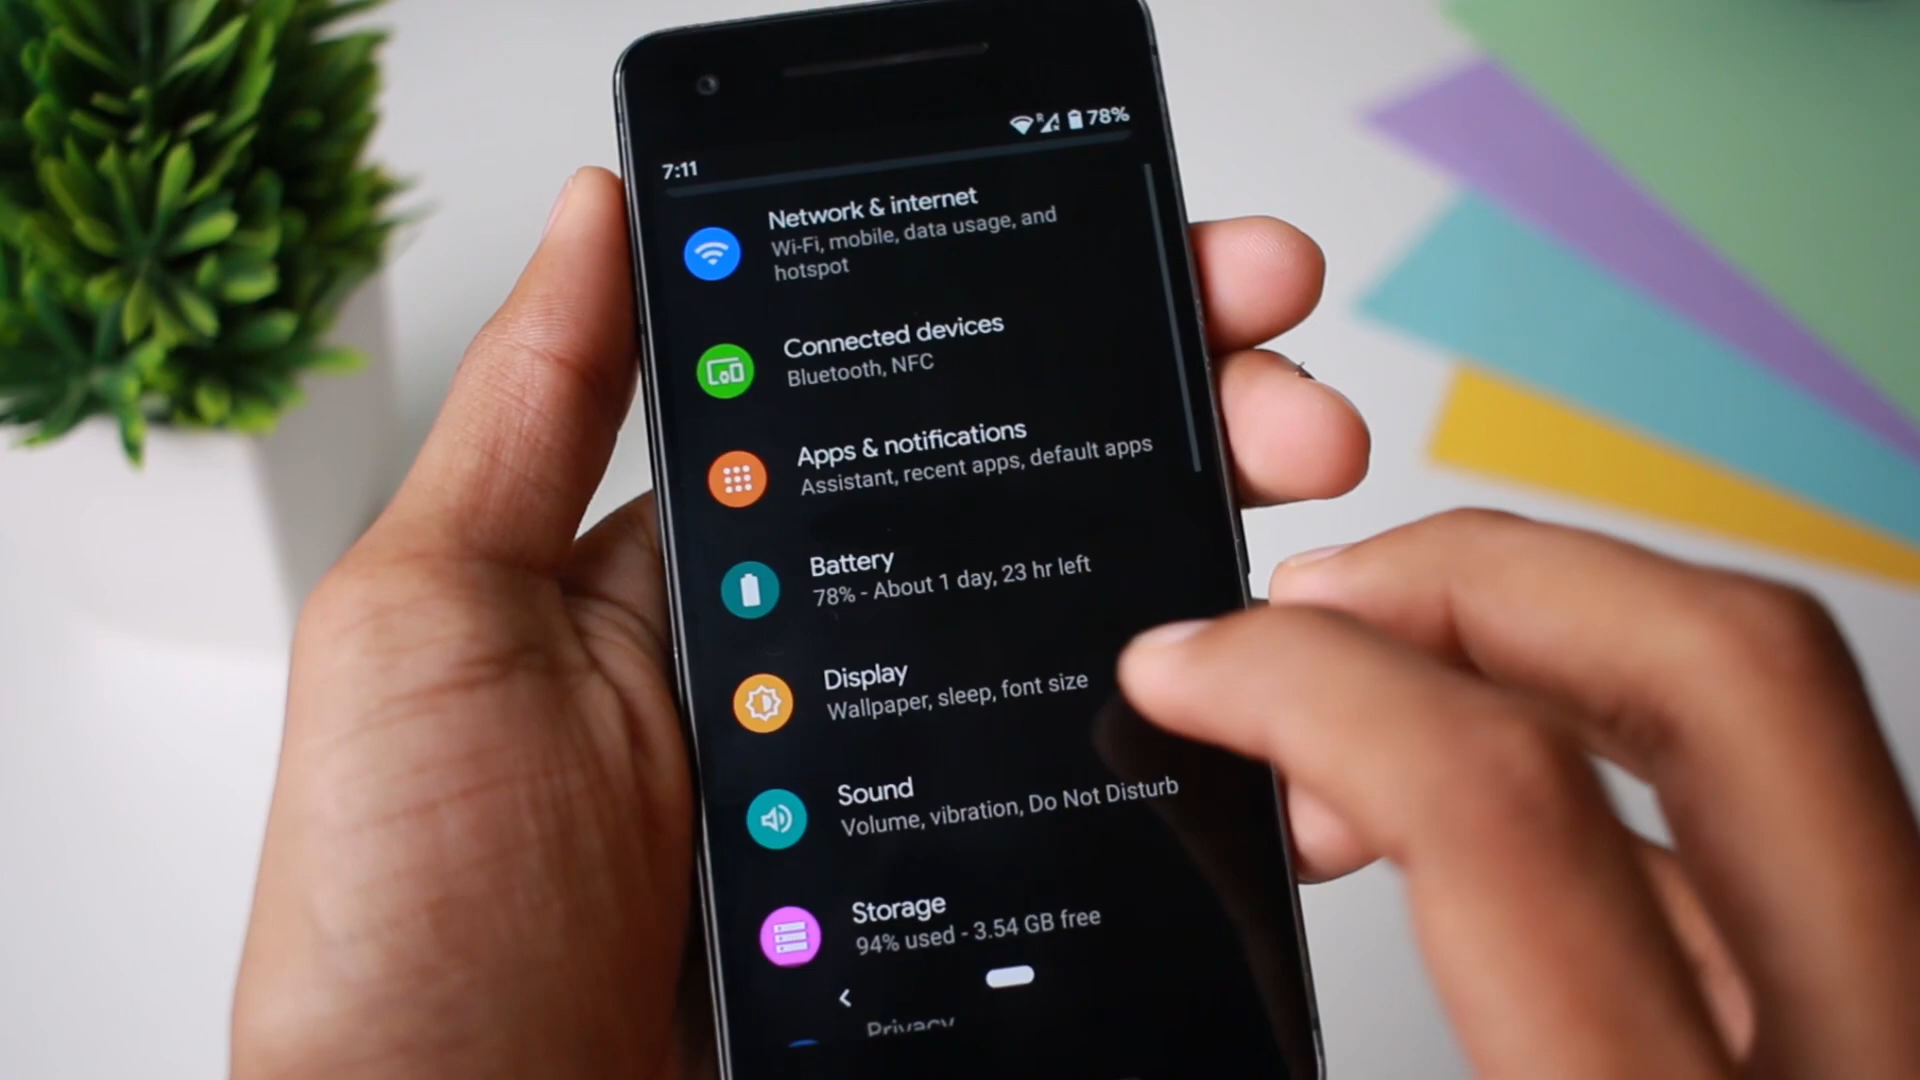 7:11
R 78%
Network & internet
Wi-Fi, mobile, data usage, and
hotspot
Connected devices
Bluetooth, NFC
Apps & notifications
Assistant, recent apps, default apps
Battery
78% - About 1 day, 23 hr left
Display
Wallpaper, sleep, font size
Sound
Volume, vibration, Do Not Disturb
Storage
94% used - 3.54 GB free
Privacy